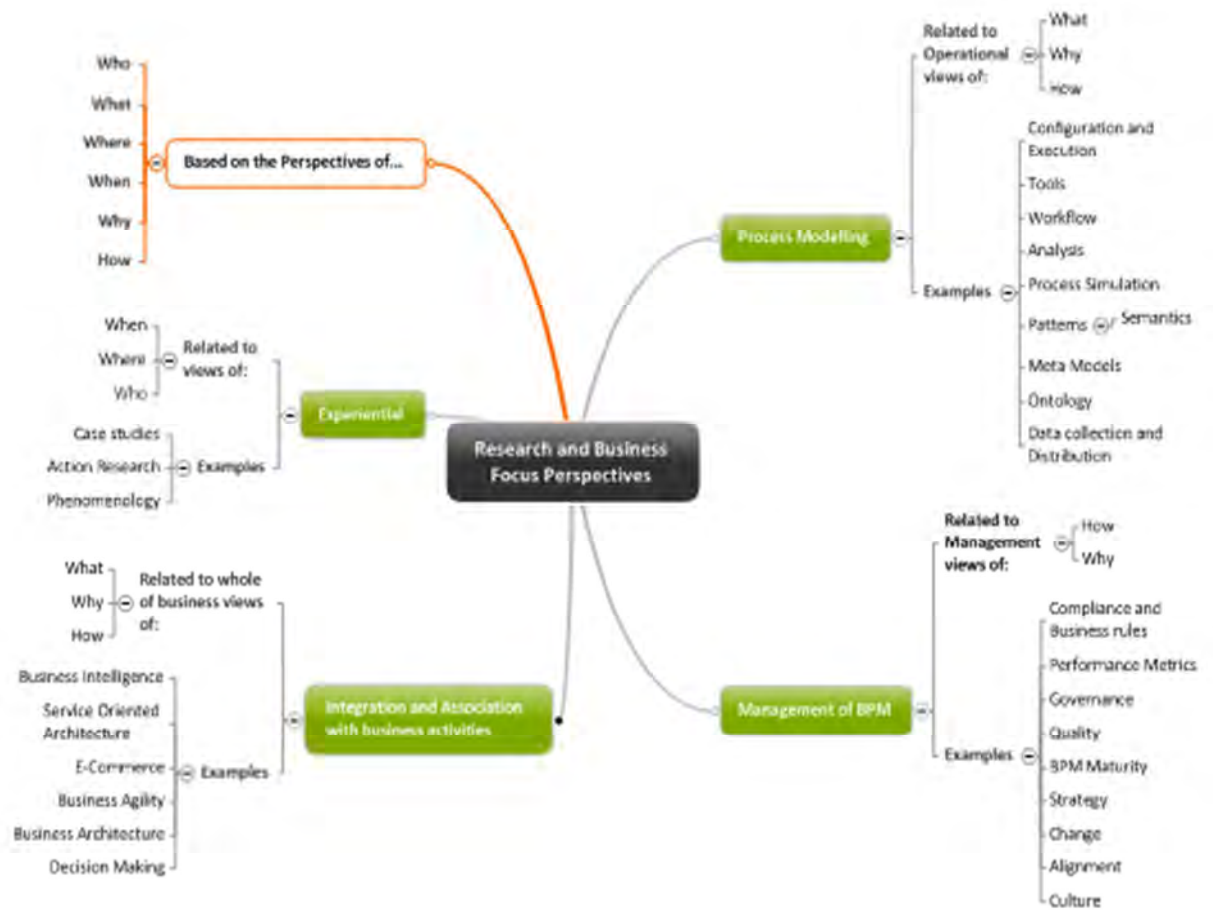 Research and Business
Focus Perspectives
Based on the Perspectives of...
Who
What
Where
When
Why
How
Experiential
Related to
views of:
When
Where
Who
Examples
Case studies
Action Research
Phenomenology
Integration and Association
with business activities
Related to whole
of business views
of:
What
Why
How
Examples
Business Intelligence
Service Oriented
Architecture
E-Commerce
Business Agility
Business Architecture
Decision Making
Process Modelling
Related to
Operational
views of:
What
Why
How
Examples
Configuration and
Execution
Tools
Workflow
Analysis
Process Simulation
Patterns
Semantics
Meta Models
Ontology
Data collection and
Distribution
Management of BPM
Related to
Management
views of:
How
Why
Examples
Compliance and
Business rules
Performance Metrics
Governance
Quality
BPM Maturity
Strategy
Change
Alignment
Culture